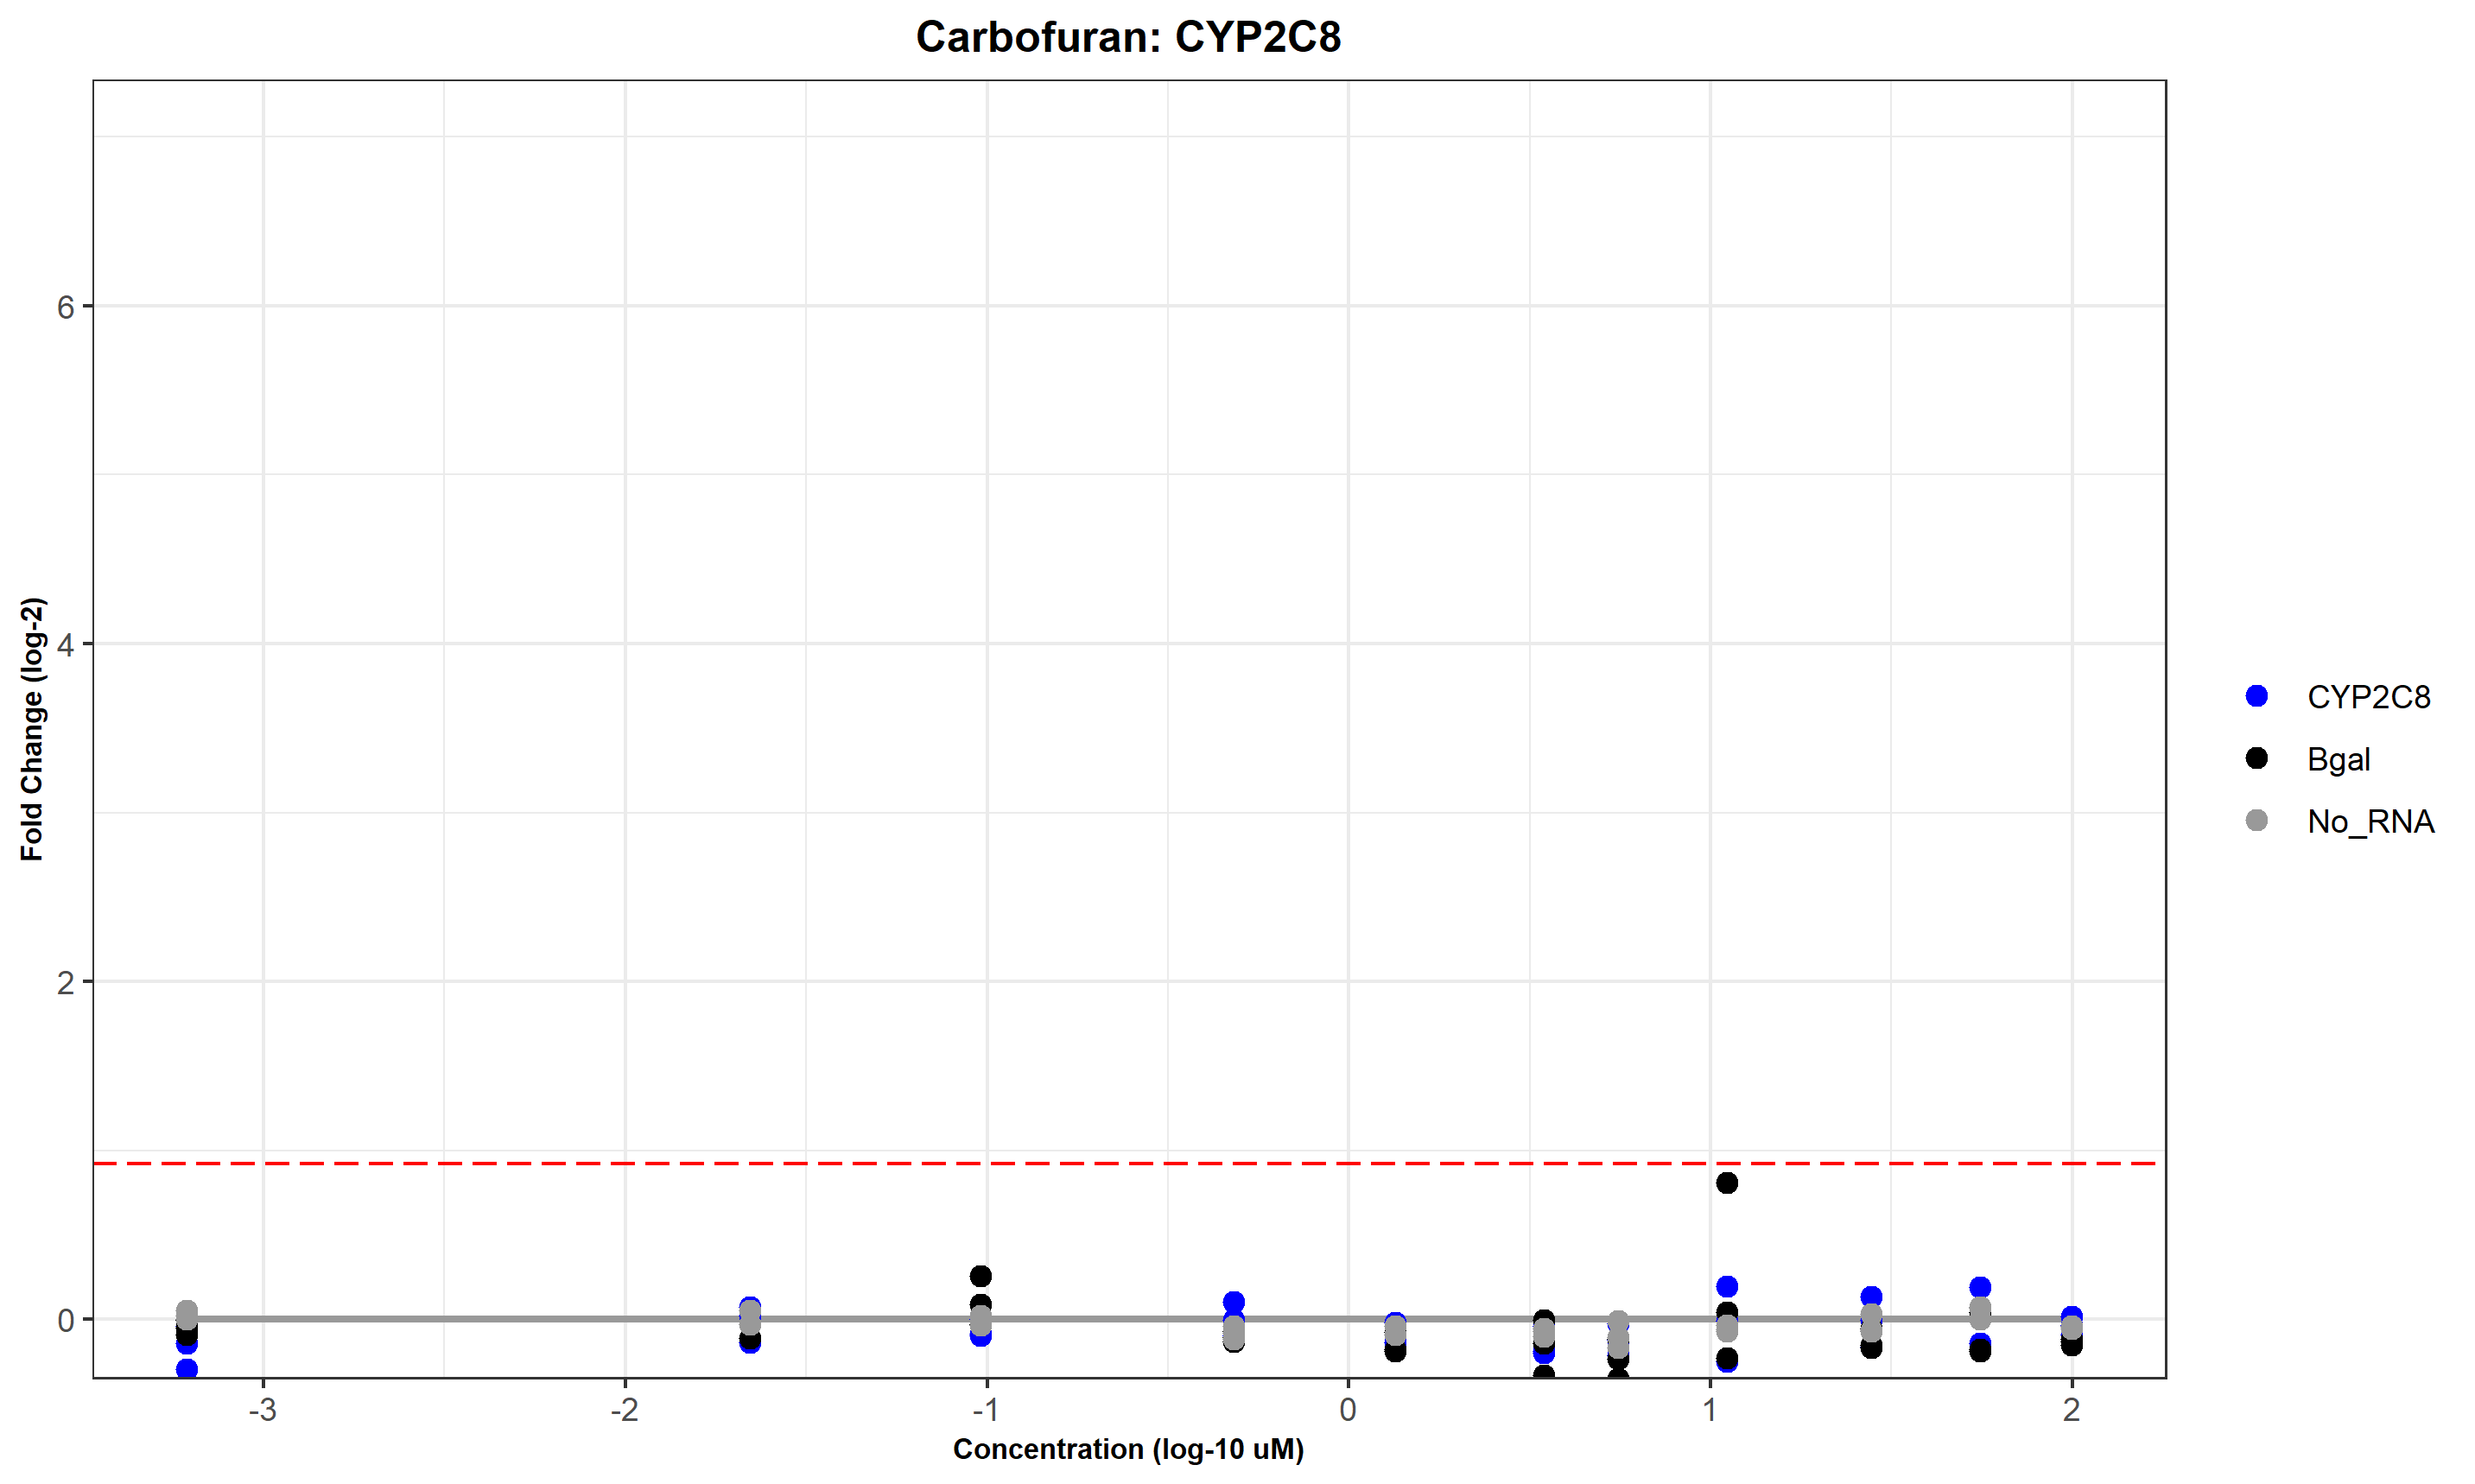 Carbofuran: CYP2C8
Fold Change (log-2)
6
4
2
0
-3
-2
-1
0
1
2
Concentration (log-10 uM)
CYP2C8
Bgal
No_RNA